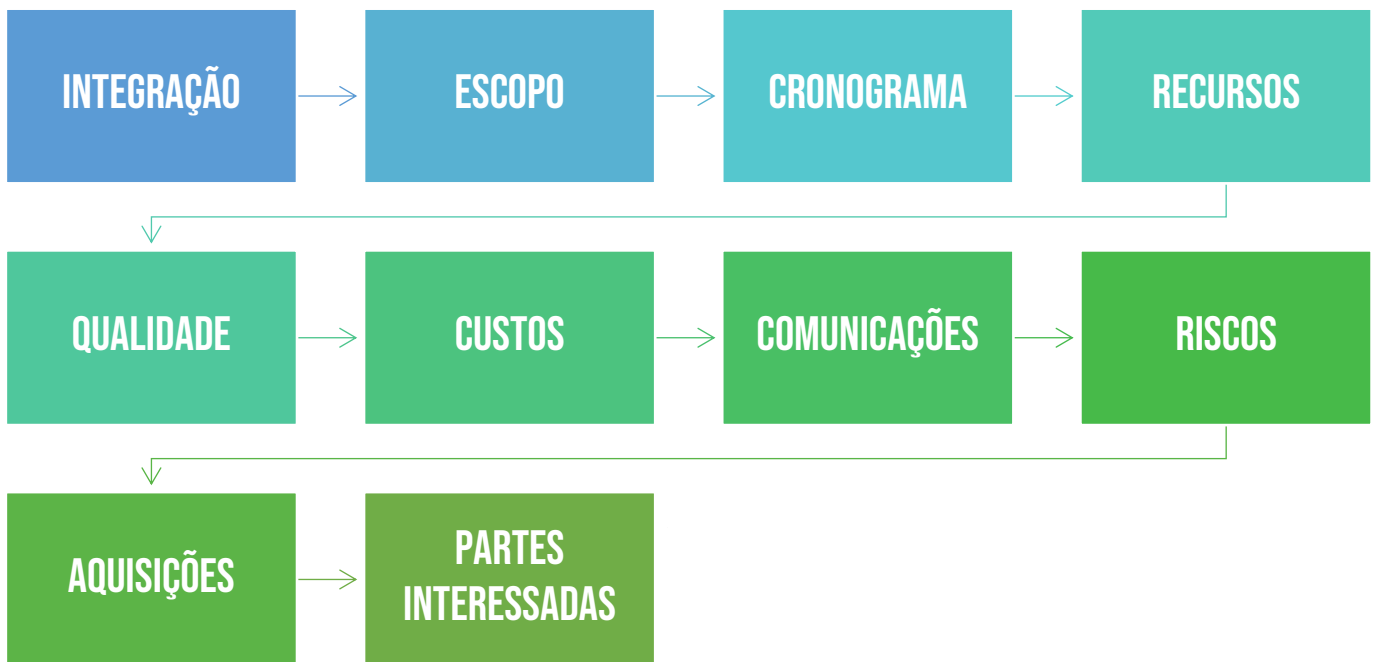 INTEGRAÇÃO
ESCOPO
CRONOGRAMA
RECURSOS
QUALIDADE
CUSTOS
COMUNICAÇÕES
RISCOS
AQUISIÇÕES
PARTES
INTERESSADAS